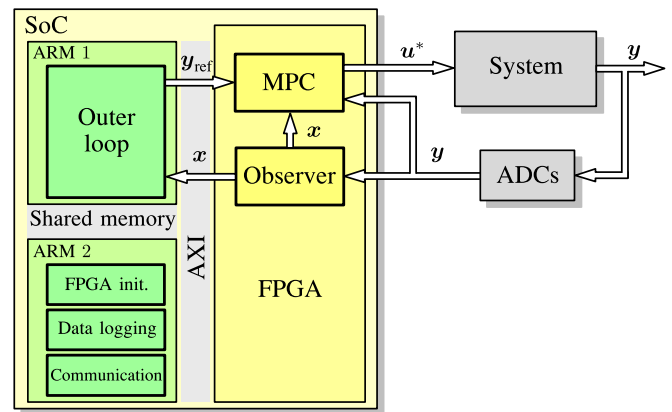 SoC
ARM 1
Outer
loop
y_ref
MPC
u*
System
y
x
x
Observer
y
ADCs
Shared memory
AXI
FPGA
ARM 2
FPGA init.
Data logging
Communication